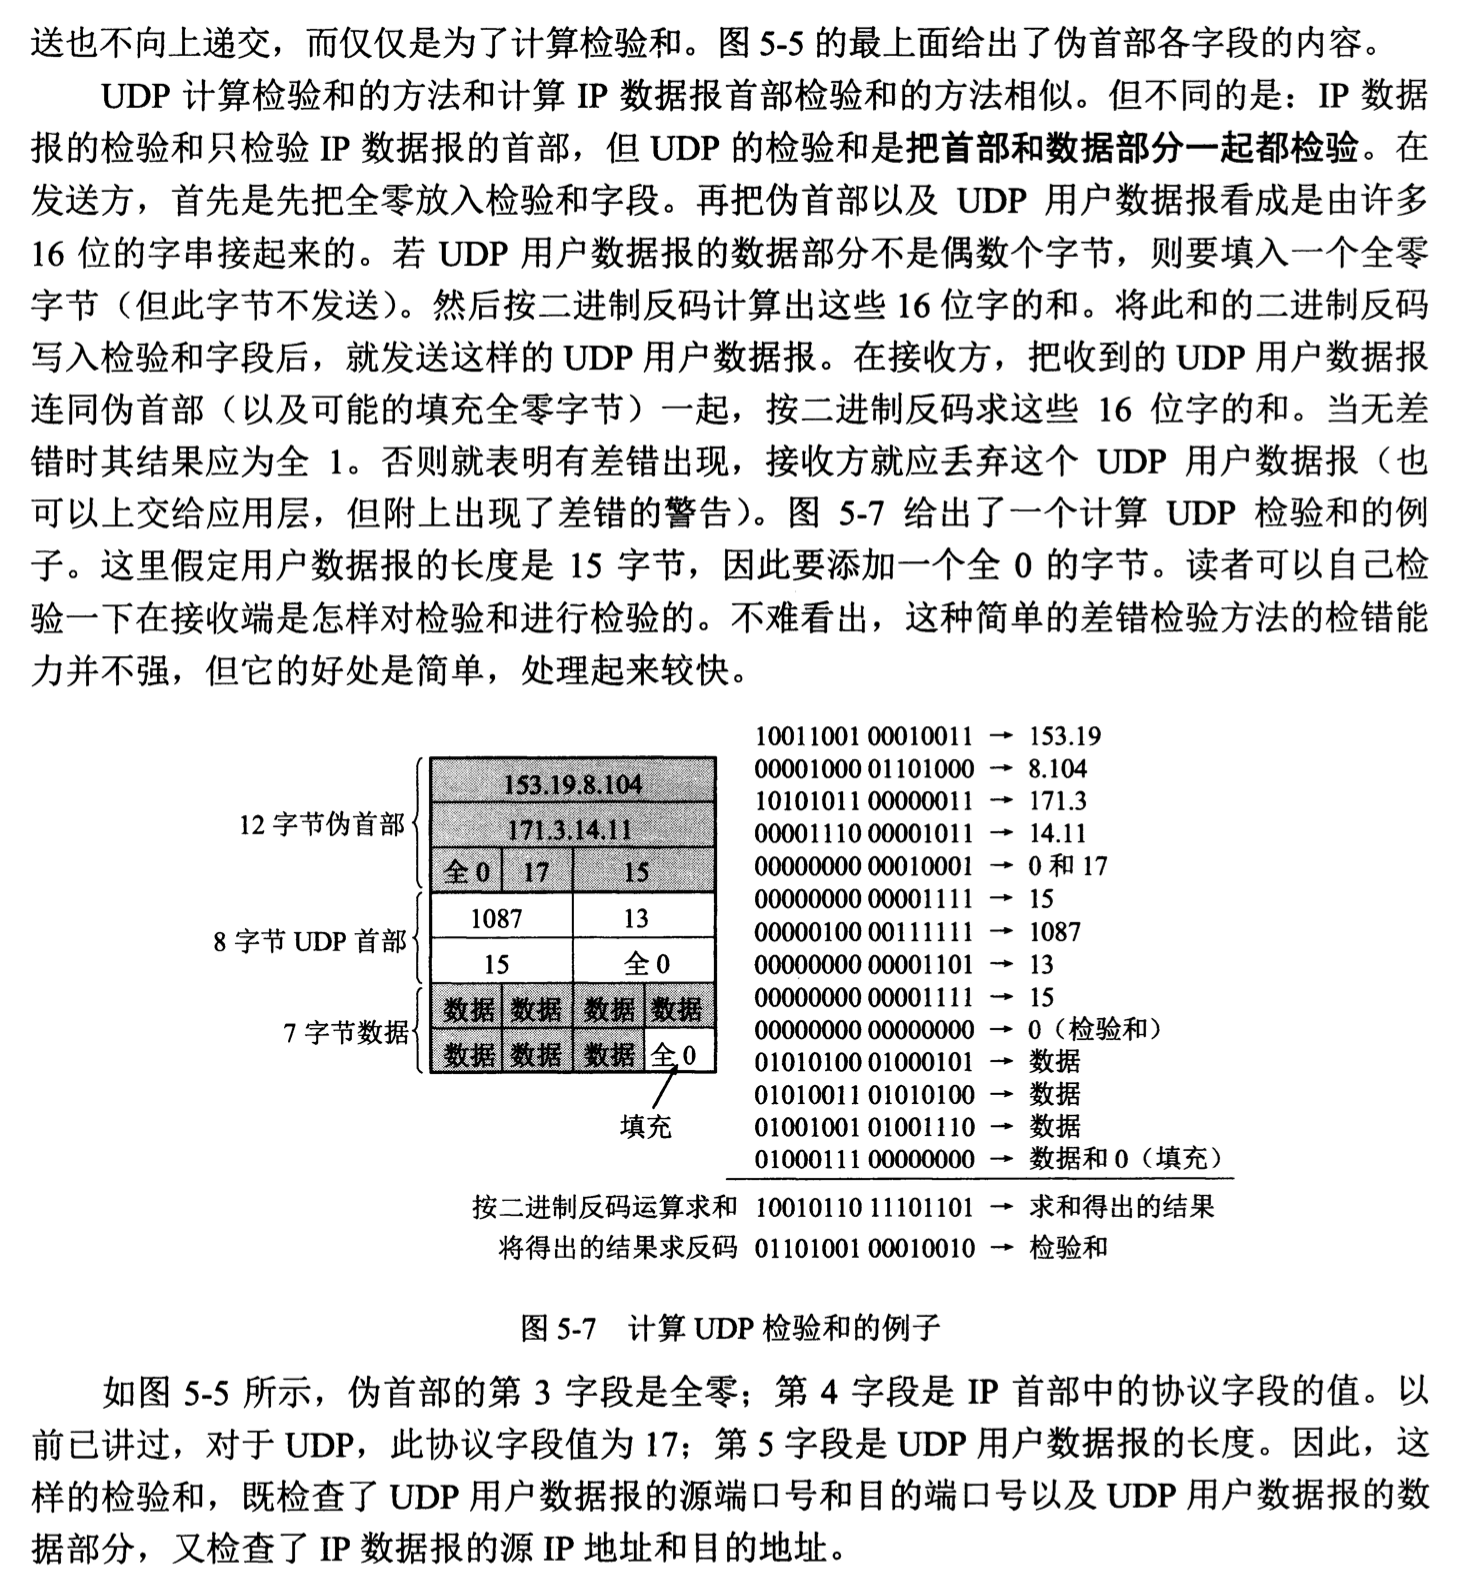 送也不向上递交，而仅仅是为了计算检验和。图 5-5 的最上面给出了伪首部各字段的内容。
UDP 计算检验和的方法和计算 IP 数据报首部检验和的方法相似。但不同的是：IP 数据
报的检验和只检验 IP 数据报的首部，但 UDP 的检验和是把首部和数据部分一起都检验。在
发送方，首先是先把全零放入检验和字段。再把伪首部以及 UDP 用户数据报看成是由许多
16 位的字串接起来的。若 UDP 用户数据报的数据部分不是偶数个字节，则要填入一个全零
字节（但此字节不发送）。然后按二进制反码计算出这些 16 位字的和。将此和的二进制反码
写入检验和字段后，就发送这样的 UDP 用户数据报。在接收方，把收到的 UDP 用户数据报
连同伪首部（以及可能的填充全零字节）一起，按二进制反码求这些 16 位字的和。当无差
错时其结果应为全 1。否则就表明有差错出现，接收方就应丢弃这个 UDP 用户数据报（也
可以上交给应用层，但附上出现了差错的警告）。图 5-7 给出了一个计算 UDP 检验和的例
子。这里假定用户数据报的长度是 15 字节，因此要添加一个全 0 的字节。读者可以自己检
验一下在接收端是怎样对检验和进行检验的。不难看出，这种简单的差错检验方法的检错能
力并不强，但它的好处是简单，处理起来较快。
12 字节伪首部
153.19.8.104
171.3.14.11
全 0 17 15
8 字节 UDP 首部
1087 13
15 全 0
7 字节数据
数据 数据 数据 数据
数据 数据 数据 全 0
填充
10011001 00010011 → 153.19
00001000 01101000 → 8.104
10101011 00000011 → 171.3
00001110 00001011 → 14.11
00000000 00010001 → 0 和 17
00000000 00001111 → 15
00000100 00111111 → 1087
00000000 00001101 → 13
00000000 00001111 → 15
00000000 00000000 → 0（检验和）
01010100 01000101 → 数据
01010011 01010100 → 数据
01001001 01001110 → 数据
01000111 00000000 → 数据和 0（填充）
按二进制反码运算求和 10010110 11101101 → 求和得出的结果
将得出的结果求反码 01101001 00010010 → 检验和
图 5-7 计算 UDP 检验和的例子
如图 5-5 所示，伪首部的第 3 字段是全零；第 4 字段是 IP 首部中的协议字段的值。以
前已讲过，对于 UDP，此协议字段值为 17；第 5 字段是 UDP 用户数据报的长度。因此，这
样的检验和，既检查了 UDP 用户数据报的源端口号和目的端口号以及 UDP 用户数据报的数
据部分，又检查了 IP 数据报的源 IP 地址和目的地址。